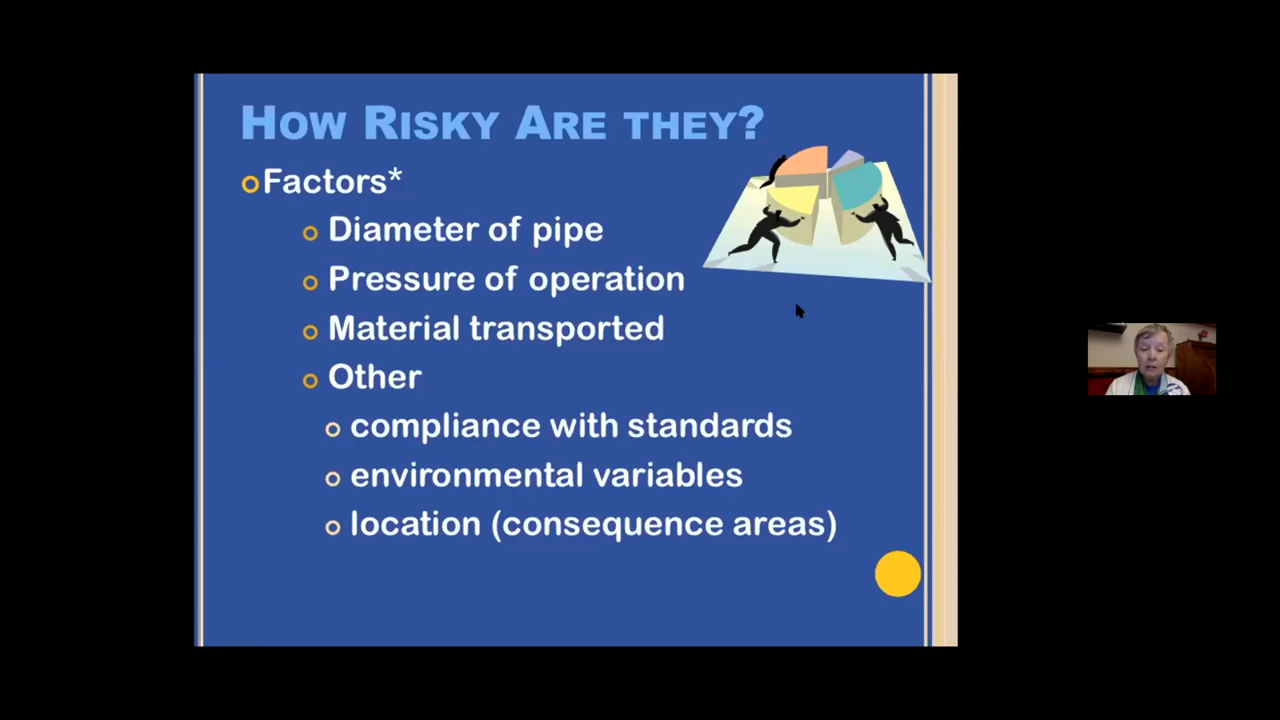 How Risky Are they?
Factors*
Diameter of pipe
Pressure of operation
Material transported
Other
compliance with standards
environmental variables
location (consequence areas)